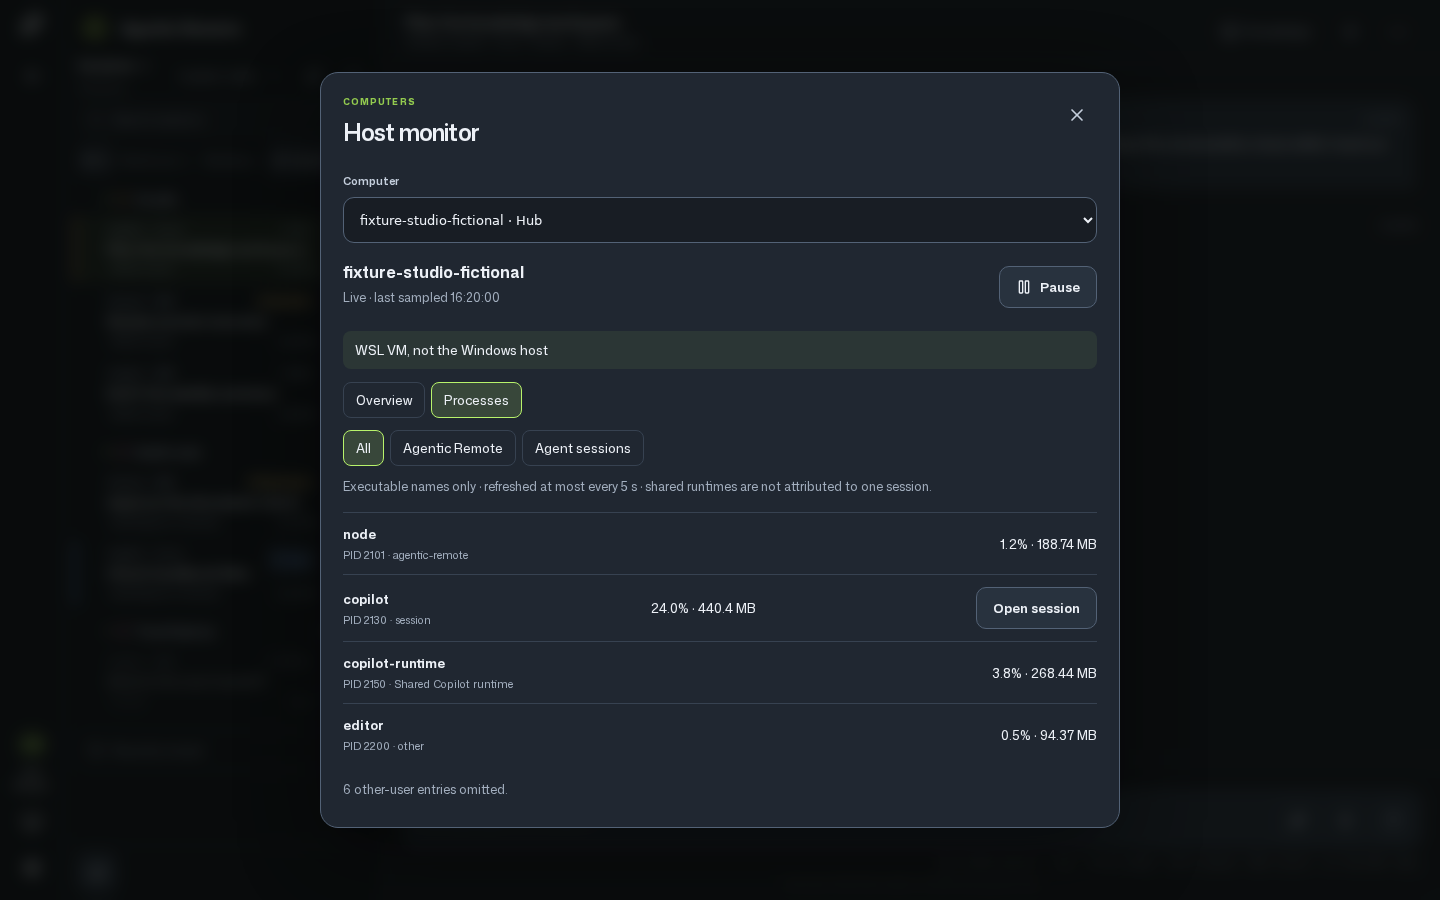 COMPUTERS
Host monitor
Computer
fixture-studio-fictional · Hub
fixture-studio-fictional
Live · last sampled 16:20:00
Pause
WSL VM, not the Windows host
Overview
Processes
All
Agentic Remote
Agent sessions
Executable names only · refreshed at most every 5 s · shared runtimes are not attributed to one session.
node
PID 2101 · agentic-remote
1.2% · 188.74 MB
copilot
PID 2130 · session
24.0% · 440.4 MB
Open session
copilot-runtime
PID 2150 · Shared Copilot runtime
3.8% · 268.44 MB
editor
PID 2200 · other
0.5% · 94.37 MB
6 other-user entries omitted.